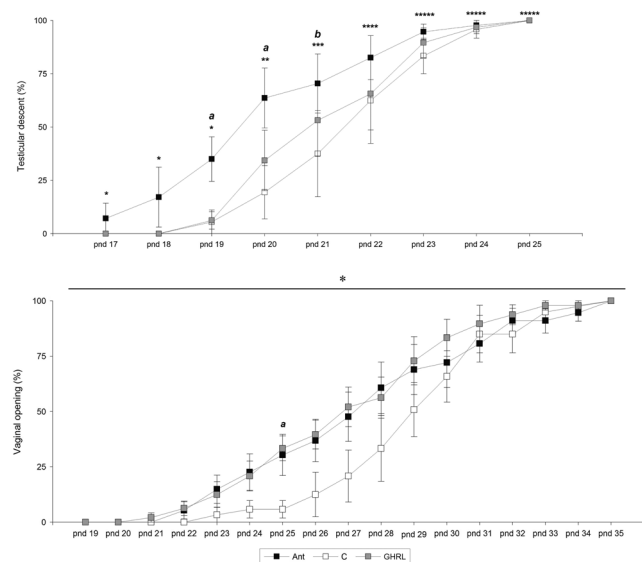 a
b
*****
*****
*****
****
***
**
a
*
*
*
100
75
50
25
0
Testicular descent (%)
pnd 17 pnd 18 pnd 19 pnd 20 pnd 21 pnd 22 pnd 23 pnd 24 pnd 25
*
100
75
50
25
0
Vaginal opening (%)
a
pnd 19 pnd 20 pnd 21 pnd 22 pnd 23 pnd 24 pnd 25 pnd 26 pnd 27 pnd 28 pnd 29 pnd 30 pnd 31 pnd 32 pnd 33 pnd 34 pnd 35
Ant C GHRL